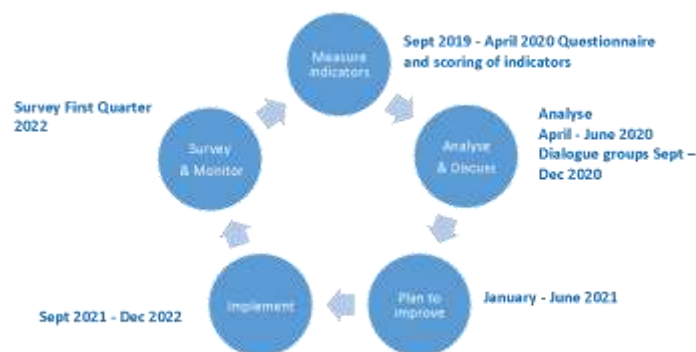 Measure
indicators
Sept 2019 - April 2020 Questionnaire
and scoring of indicators
Analyse
& Discuss
Analyse
April - June 2020
Dialogue groups Sept –
Dec 2020
Plan to
improve
January - June 2021
Implement
Sept 2021 - Dec 2022
Survey
& Monitor
Survey First Quarter
2022